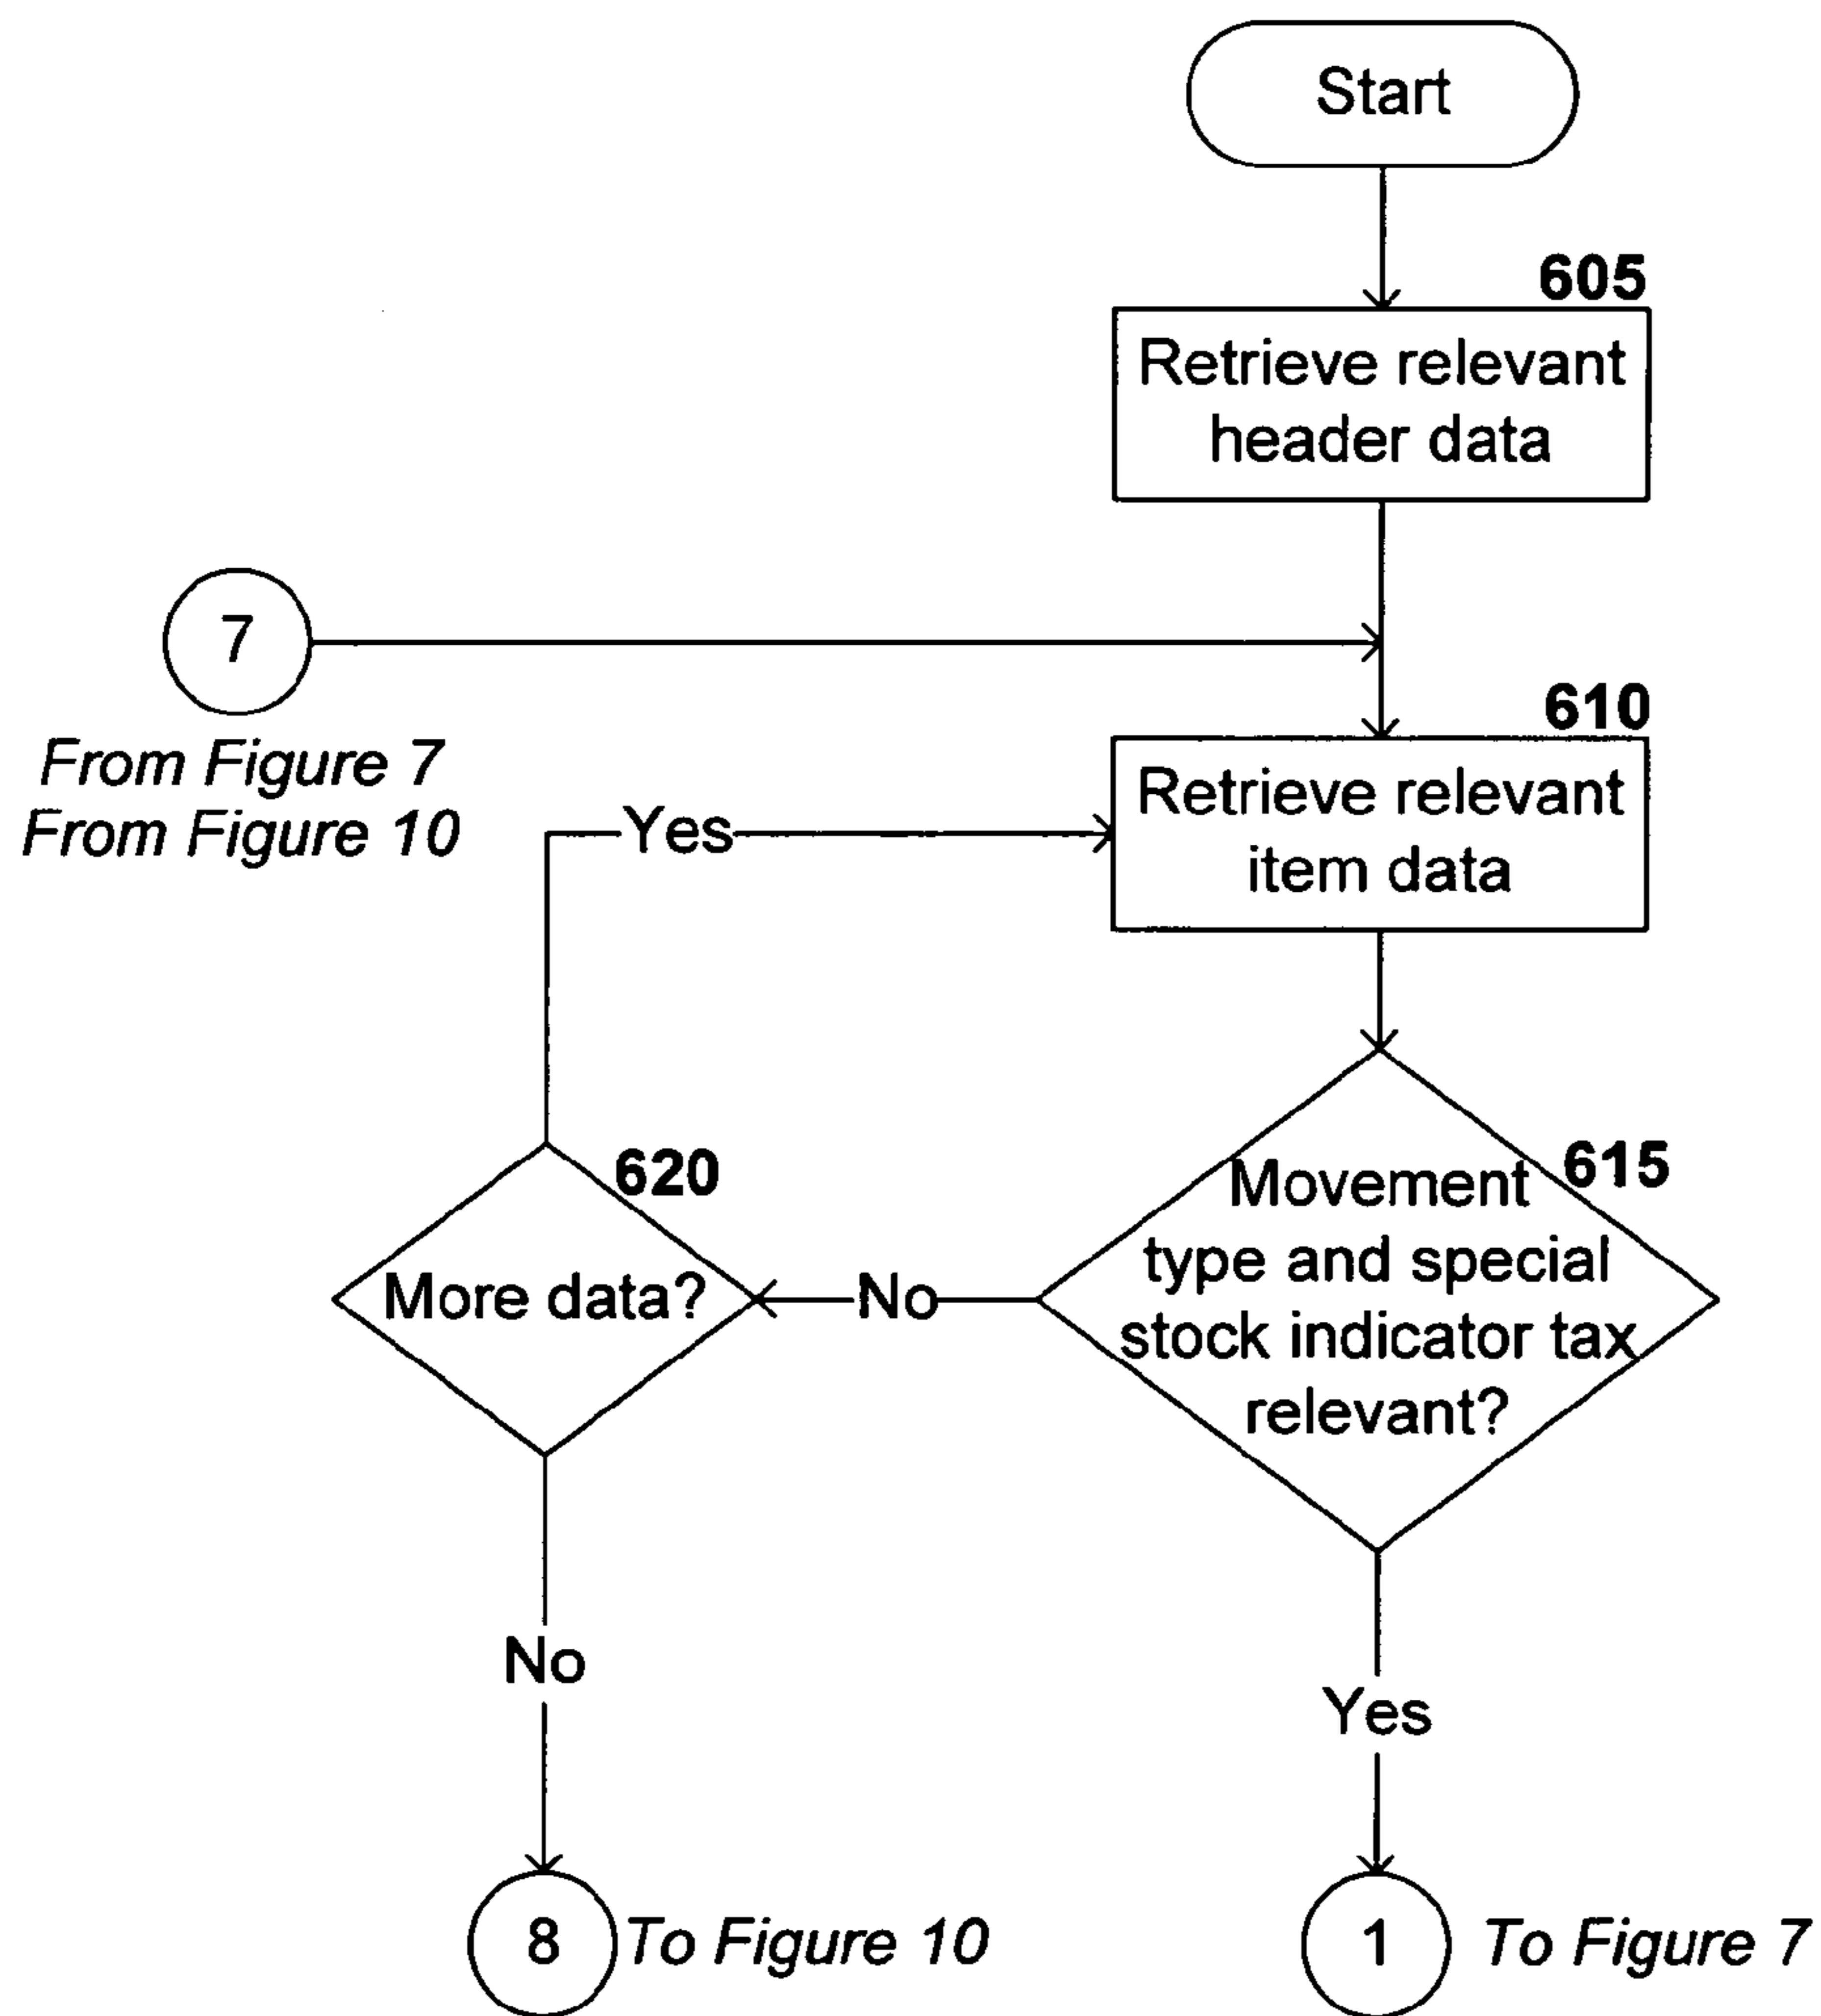 Start
605
Retrieve relevant
header data
7
From Figure 7
From Figure 10
610
Retrieve relevant
item data
Yes
620
More data?
No
615
Movement
type and special
stock indicator tax
relevant?
No
Yes
8
To Figure 10
1
To Figure 7